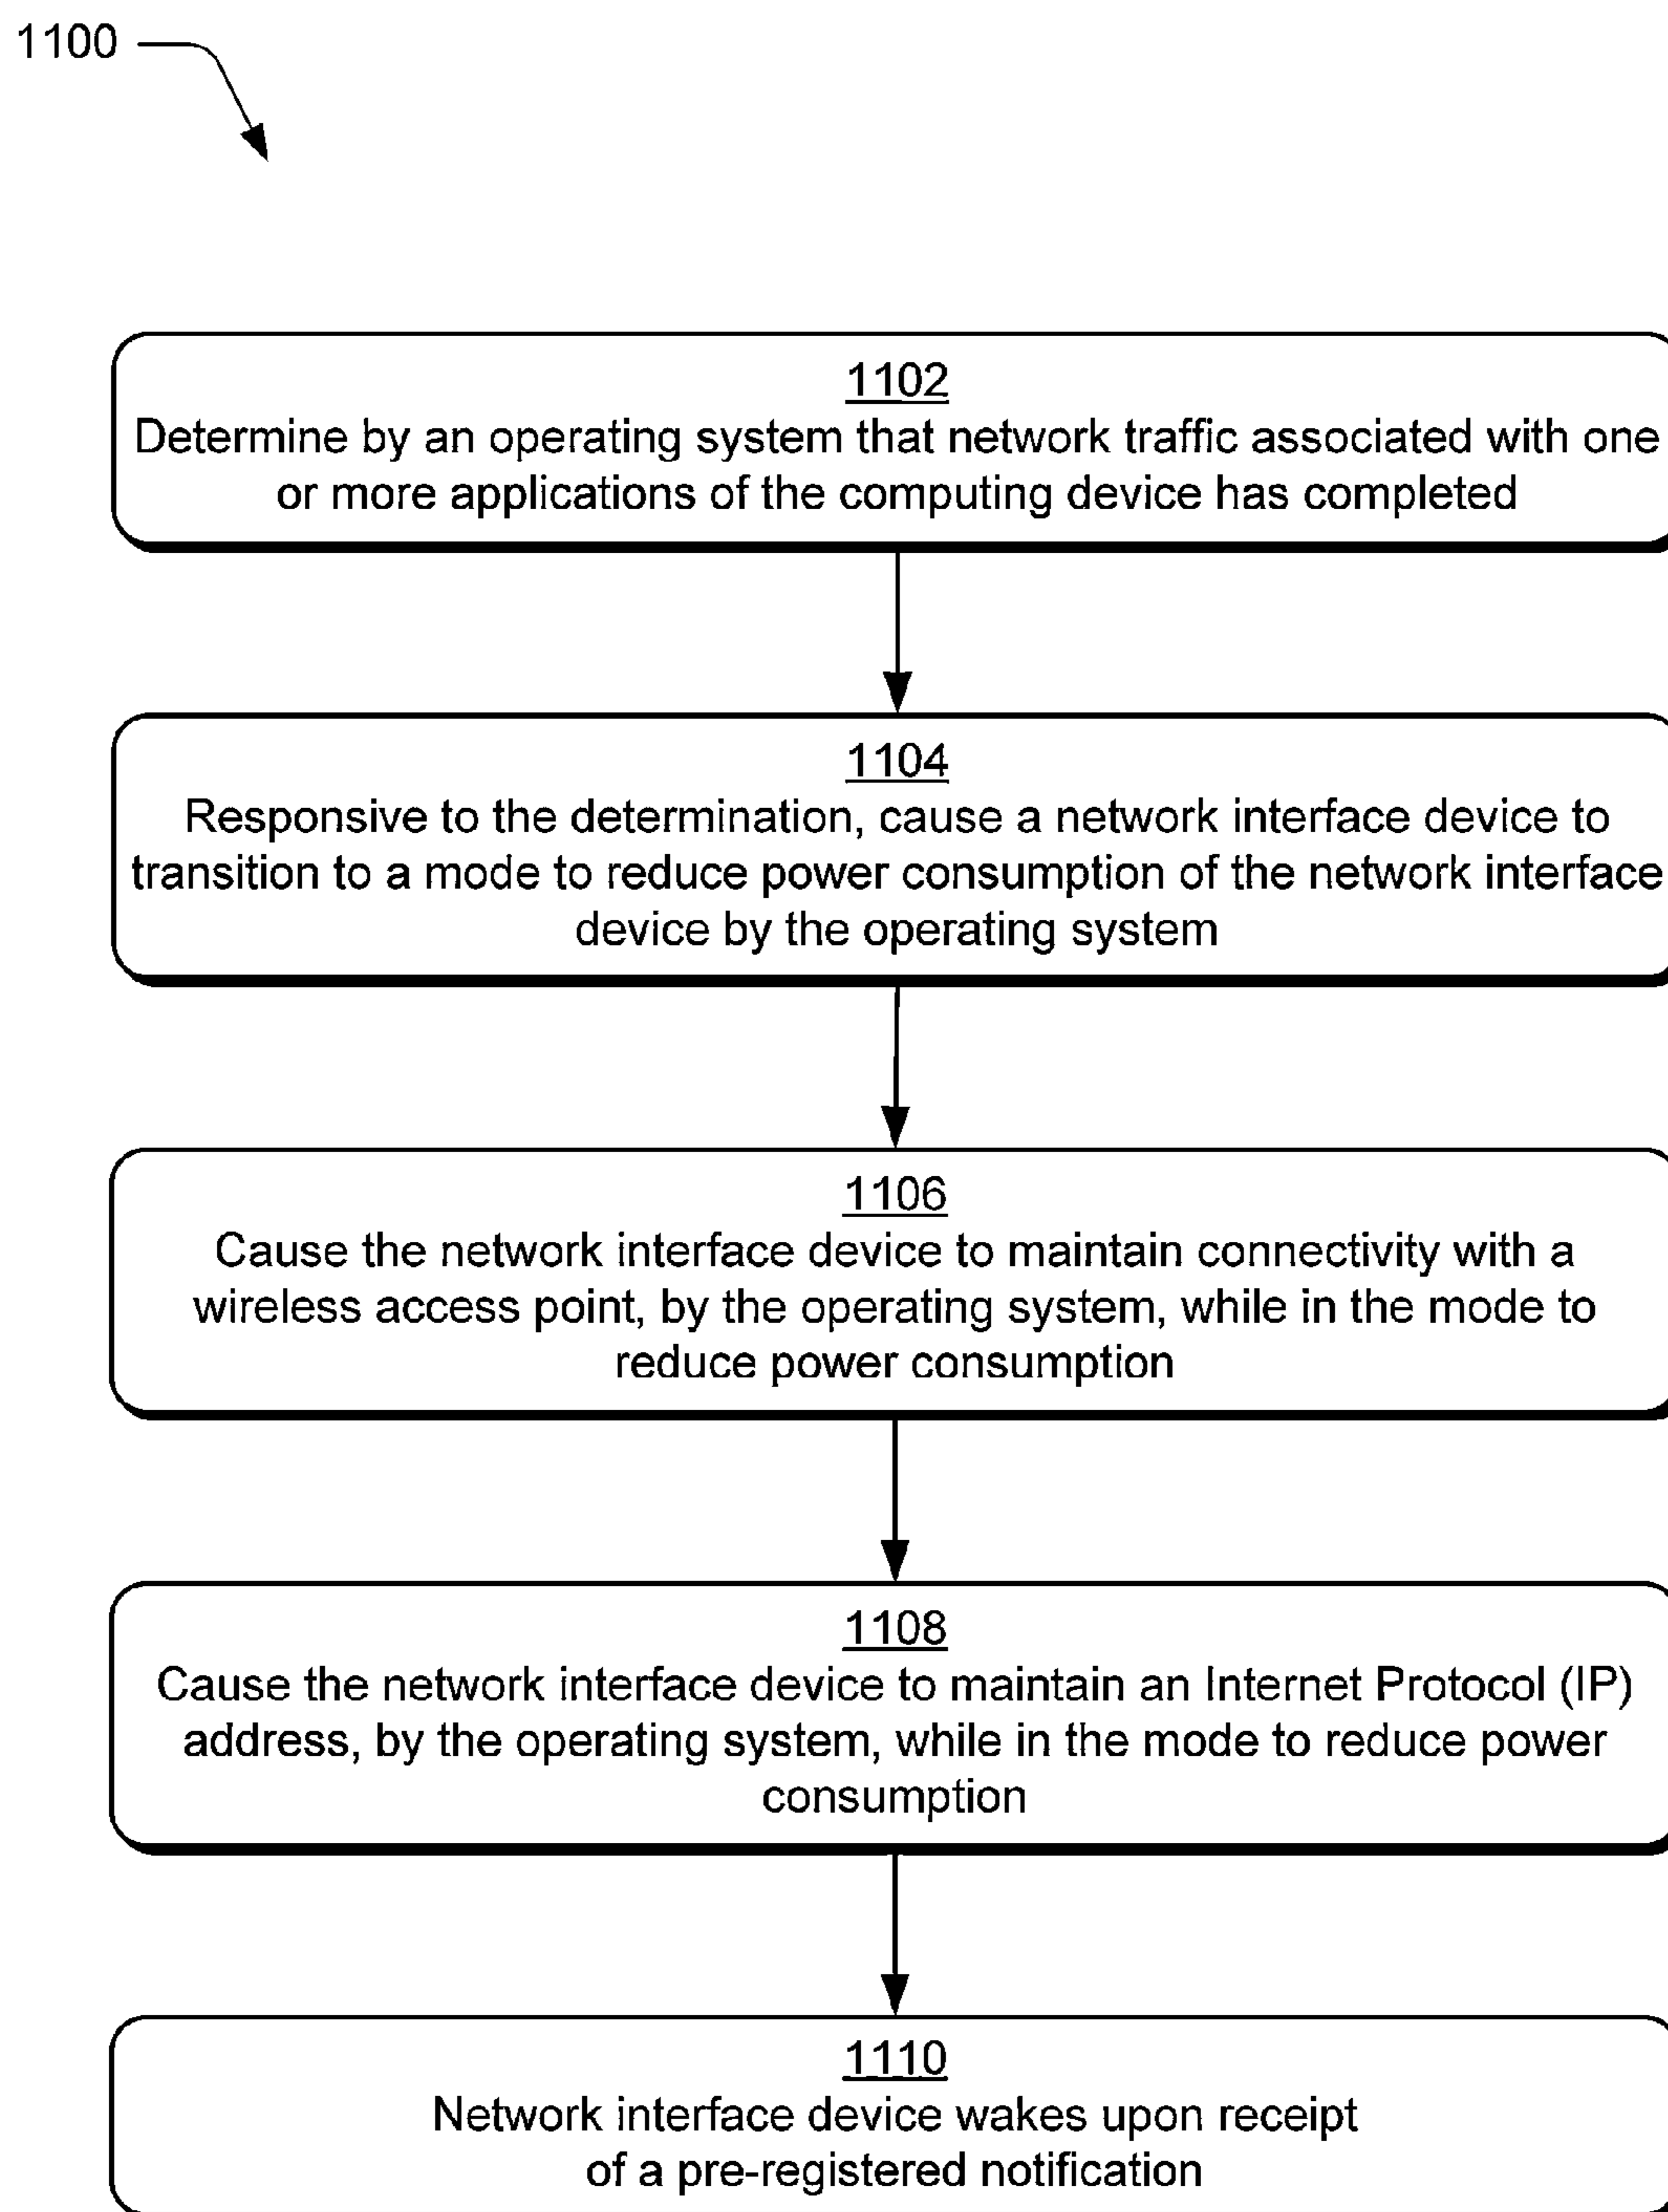 1100
1102
Determine by an operating system that network traffic associated with one
or more applications of the computing device has completed
1104
Responsive to the determination, cause a network interface device to
transition to a mode to reduce power consumption of the network interface
device by the operating system
1106
Cause the network interface device to maintain connectivity with a
wireless access point, by the operating system, while in the mode to
reduce power consumption
1108
Cause the network interface device to maintain an Internet Protocol (IP)
address, by the operating system, while in the mode to reduce power
consumption
1110
Network interface device wakes upon receipt
of a pre-registered notification